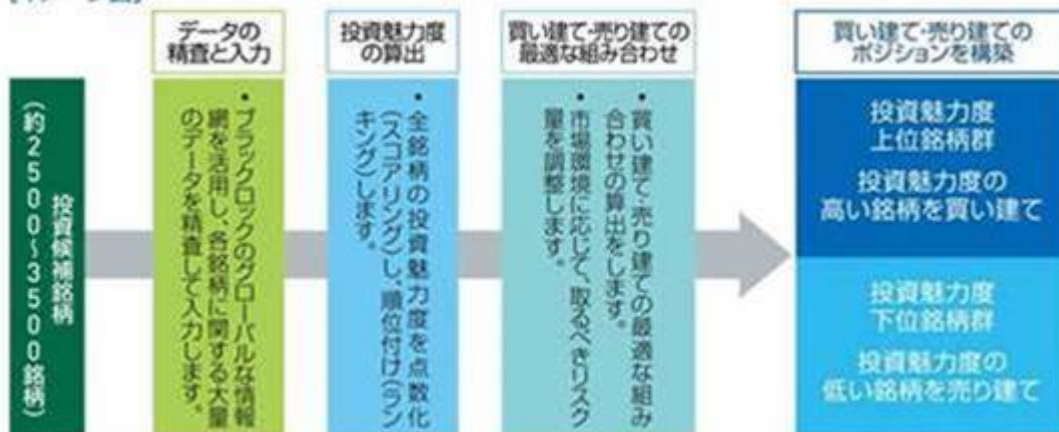 データの
精査と入力
投資魅力度
の算出
買い建て・売り建ての
最適な組み合わせ
買い建て・売り建ての
ポジションを構築
投資候補銘柄
(約2500~3500銘柄)
• ブラックロックのグローバルな情報
網を活用し、各銘柄に関する大量
のデータを精査して入力します。
• 全銘柄の投資魅力度を点数化
(スコアリング)し、順位付け(ラン
キング)します。
• 買い建て・売り建ての最適な組み
合わせの算出をします。
• 市場環境に応じて、取るべきリスク
量を調整します。
投資魅力度
上位銘柄群
投資魅力度の
高い銘柄を買い建て
投資魅力度
下位銘柄群
投資魅力度の
低い銘柄を売り建て